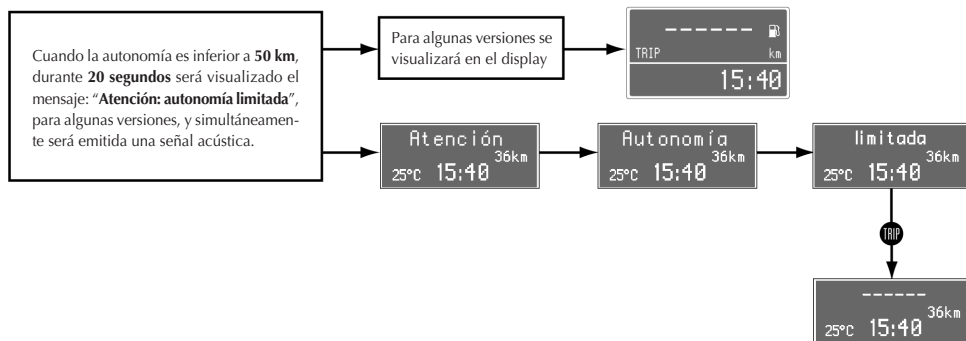 Cuando la autonomía es inferior a 50 km,
durante 20 segundos será visualizado el
mensaje: “Atención: autonomía limitada”,
para algunas versiones, y simultáneamen-
te será emitida una señal acústica.
Para algunas versiones se
visualizará en el display
------
TRIP km
15:40
Atención
36km
25°C 15:40
Autonomía
36km
25°C 15:40
limitada
36km
25°C 15:40
TRIP
------
36km
25°C 15:40